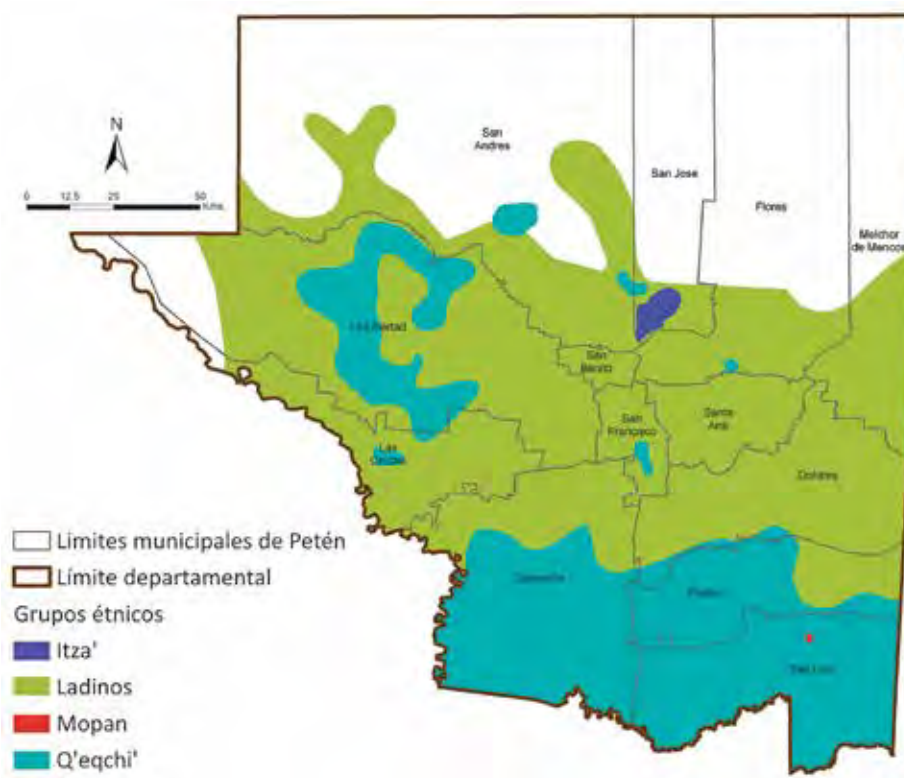 N
0 12.5 25 50
Kms.
San
Andres
San Jose
Flores
Melchor
de Mencos
La Libertad
San
Benito
San
Francisco
Santa
Ana
Las
Cruces
Dolores
Sayaxche
Poptun
San Luis
Limites municipales de Petén
Límite departamental
Grupos étnicos
Itza'
Ladinos
Mopan
Q'eqchi'